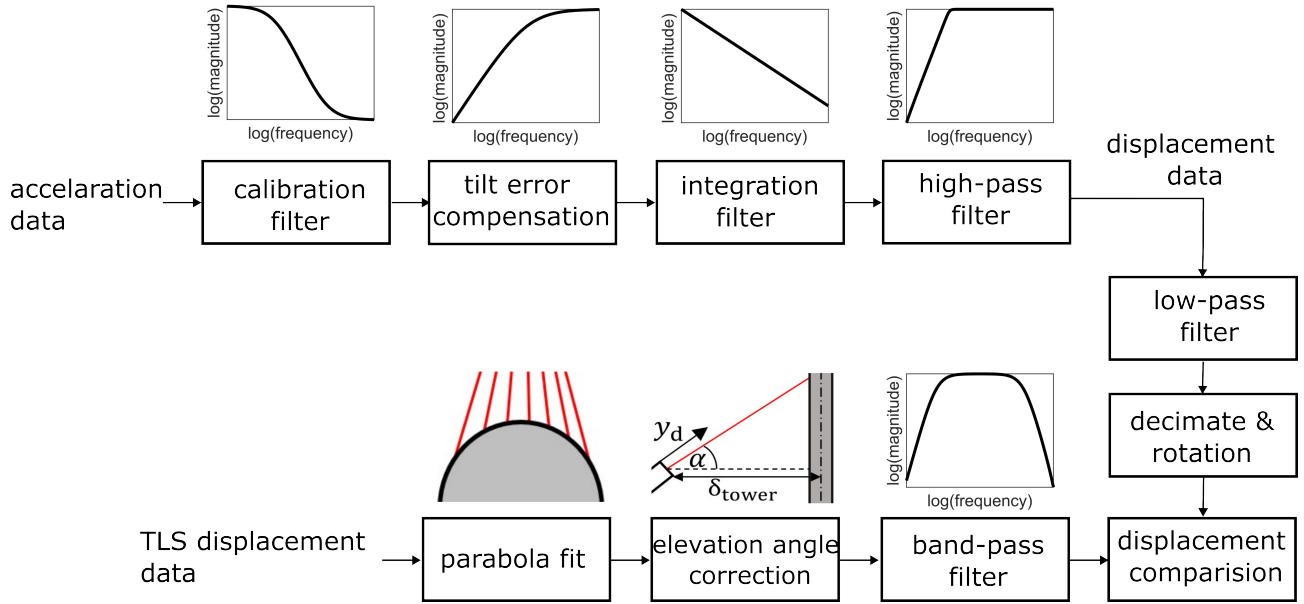 log(magnitude)
log(frequency)
log(magnitude)
log(frequency)
log(magnitude)
log(frequency)
log(magnitude)
log(frequency)
accelaration
data
calibration
filter
tilt error
compensation
integration
filter
high-pass
filter
displacement
data
low-pass
filter
decimate &
rotation
y_d
α
δ_tower
log(magnitude)
log(frequency)
TLS displacement
data
parabola fit
elevation angle
correction
band-pass
filter
displacement
comparision